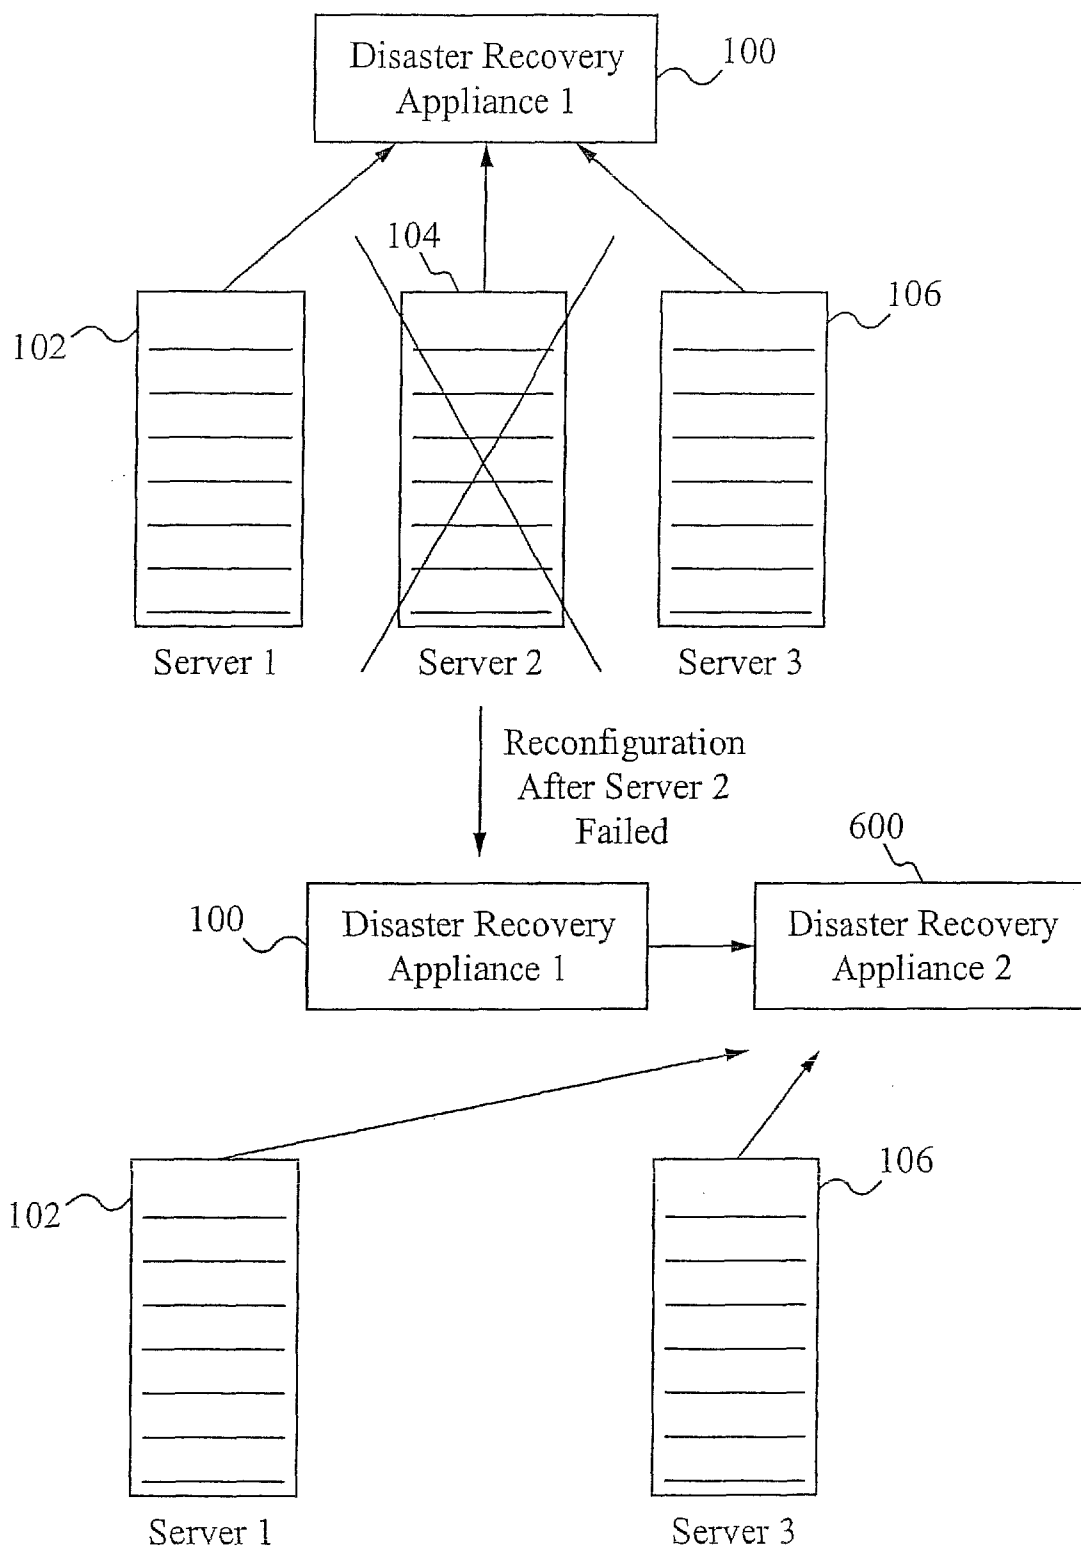 Disaster Recovery
Appliance 1
100
104
102
106
Server 1
Server 2
Server 3
Reconfiguration
After Server 2
Failed
600
100
Disaster Recovery
Appliance 1
Disaster Recovery
Appliance 2
102
106
Server 1
Server 3